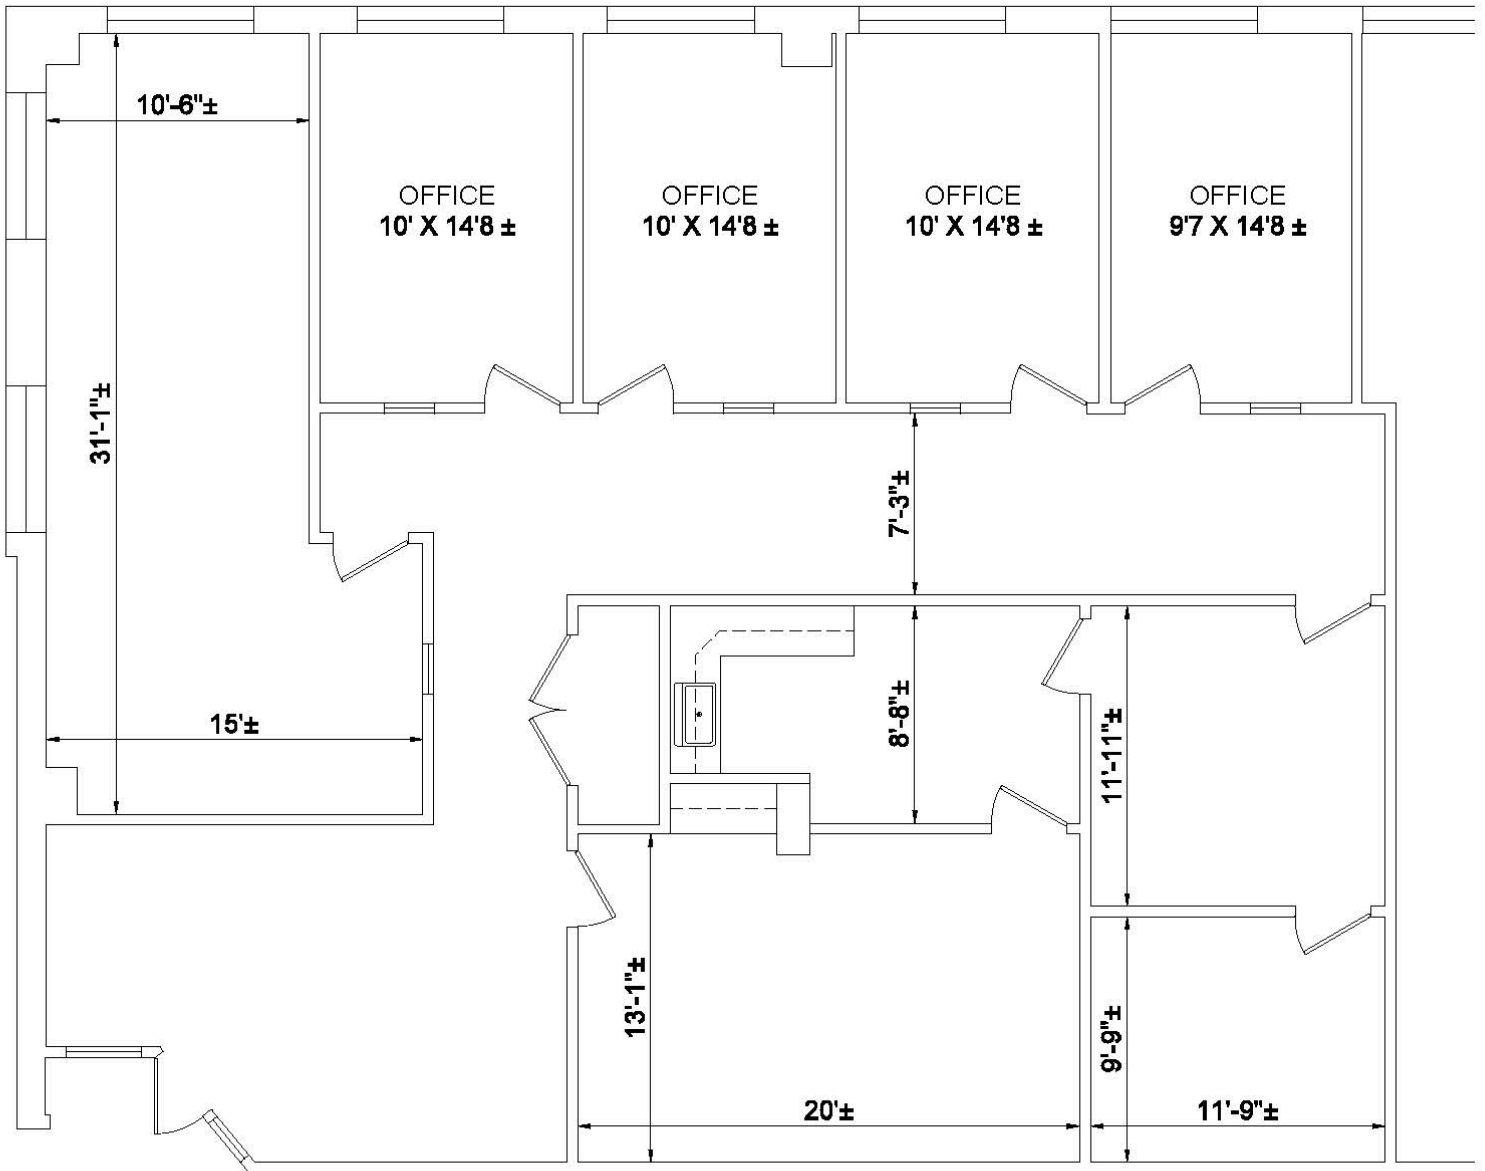 10'-6"±
OFFICE
10' X 14'8 ±
OFFICE
10' X 14'8 ±
OFFICE
10' X 14'8 ±
OFFICE
9'7 X 14'8 ±
31'-1"±
7'-3"±
15'±
8'-8"±
11'-11"±
13'-1"±
9'-9"±
20'±
11'-9"±